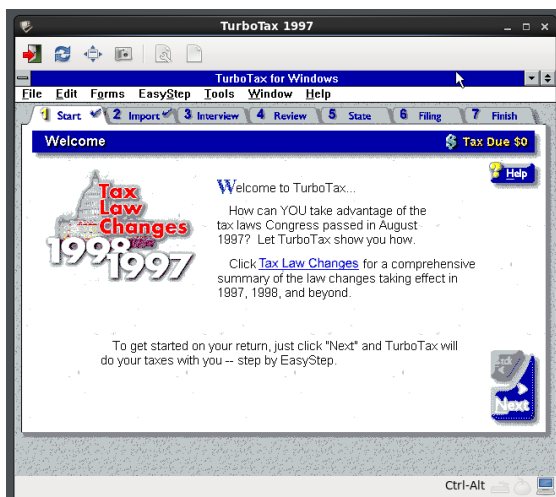 TurboTax 1997
TurboTax for Windows
File Edit Forms EasyStep Tools Window Help
1 Start 2 Import 3 Interview 4 Review 5 State 6 Filing 7 Finish
Welcome
$ Tax Due $0
? Help
Tax
Law
Changes
1998
1997
Welcome to TurboTax...
How can YOU take advantage of the
tax laws Congress passed in August
1997? Let TurboTax show you how.
Click Tax Law Changes for a comprehensive
summary of the law changes taking effect in
1997, 1998, and beyond.
To get started on your return, just click "Next" and TurboTax will
do your taxes with you -- step by EasyStep.
Back
Next
Ctrl-Alt